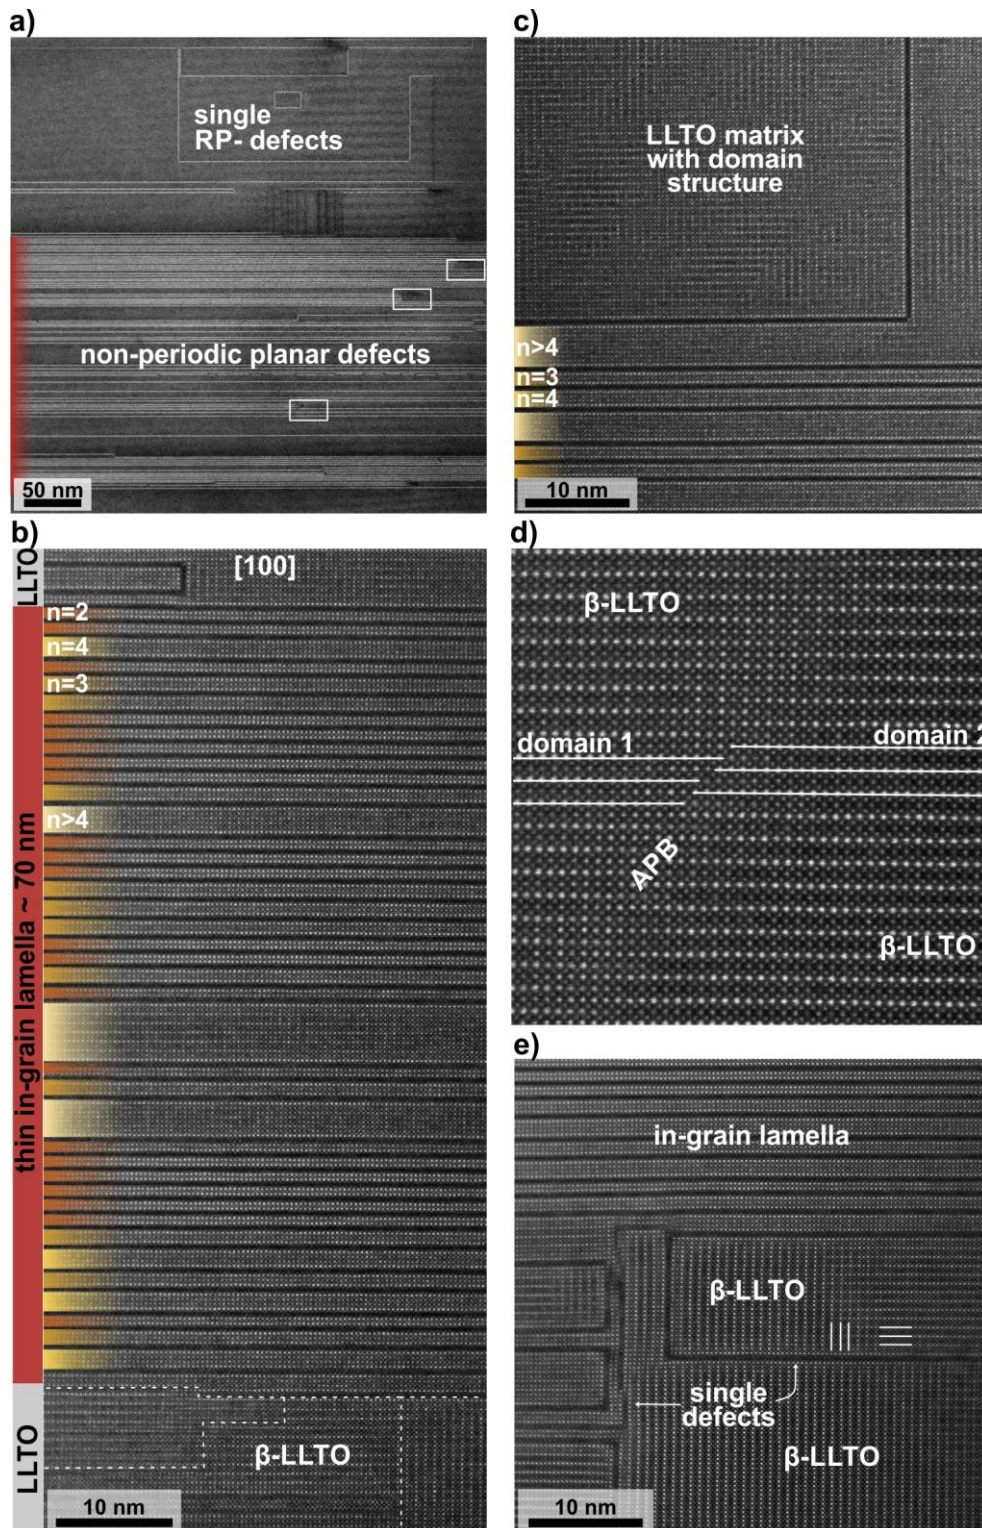 a)
single
RP- defects
non-periodic planar defects
50 nm
b)
LLTO
[100]
n=2
n=4
n=3
n>4
thin in-grain lamella ~ 70 nm
LLTO
β-LLTO
10 nm
c)
LLTO matrix
with domain
structure
n>4
n=3
n=4
10 nm
d)
β-LLTO
domain 1
domain 2
APB
β-LLTO
e)
in-grain lamella
β-LLTO
single
defects
β-LLTO
10 nm